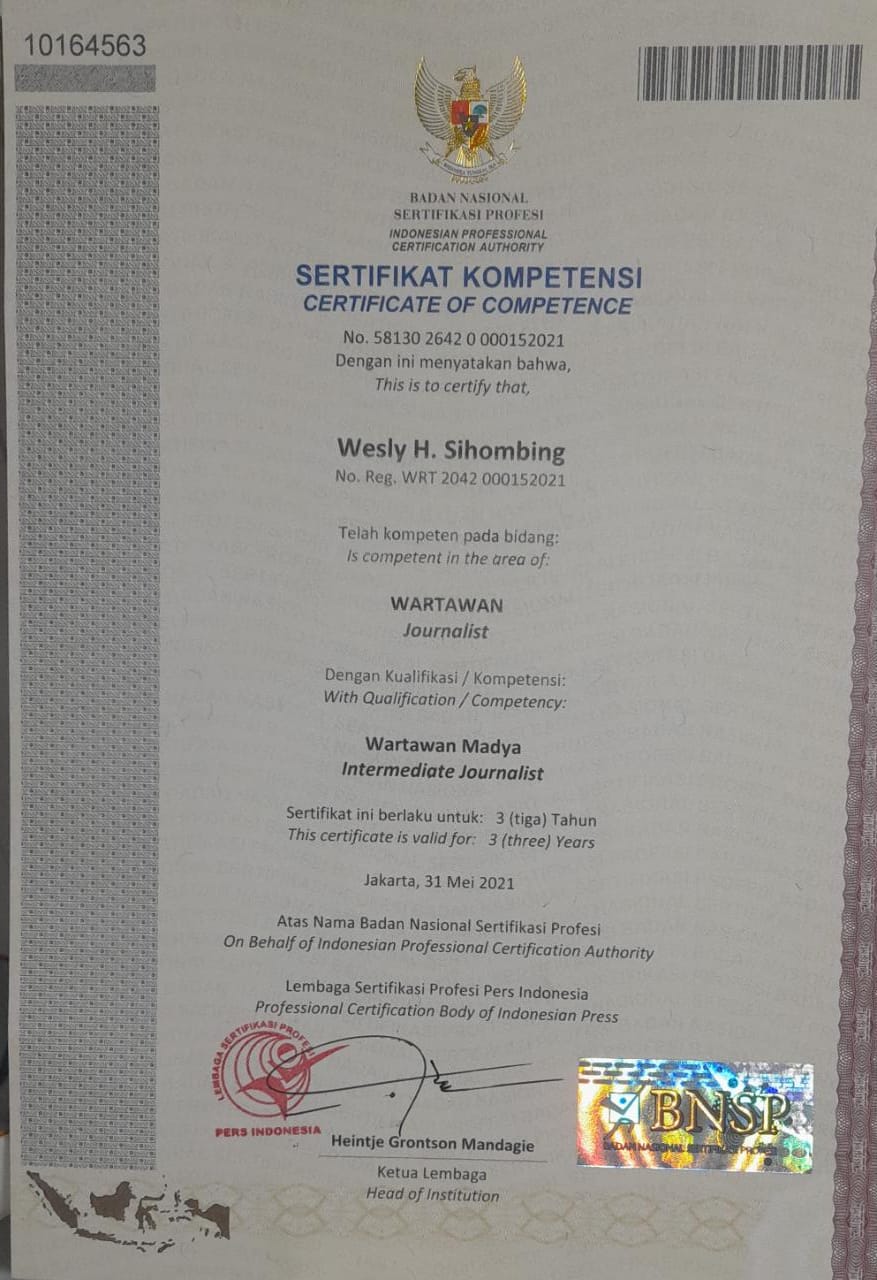 10164563
BADAN NASIONAL
SERTIFIKASI PROFESI
INDONESIAN PROFESSIONAL
CERTIFICATION AUTHORITY
SERTIFIKAT KOMPETENSI
CERTIFICATE OF COMPETENCE
No. 58130 2642 0 000152021
Dengan ini menyatakan bahwa,
This is to certify that,
Wesly H. Sihombing
No. Reg. WRT 2042 000152021
Telah kompeten pada bidang:
Is competent in the area of:
WARTAWAN
Journalist
Dengan Kualifikasi / Kompetensi:
With Qualification / Competency:
Wartawan Madya
Intermediate Journalist
Sertifikat ini berlaku untuk: 3 (tiga) Tahun
This certificate is valid for: 3 (three) Years
Jakarta, 31 Mei 2021
Atas Nama Badan Nasional Sertifikasi Profesi
On Behalf of Indonesian Professional Certification Authority
Lembaga Sertifikasi Profesi Pers Indonesia
Professional Certification Body of Indonesian Press
LEMBAGA SERTIFIKASI PROFESI
PERS INDONESIA
BNSP
BADAN NASIONAL SERTIFIKASI PROFESI
Heintje Grontson Mandagie
Ketua Lembaga
Head of Institution